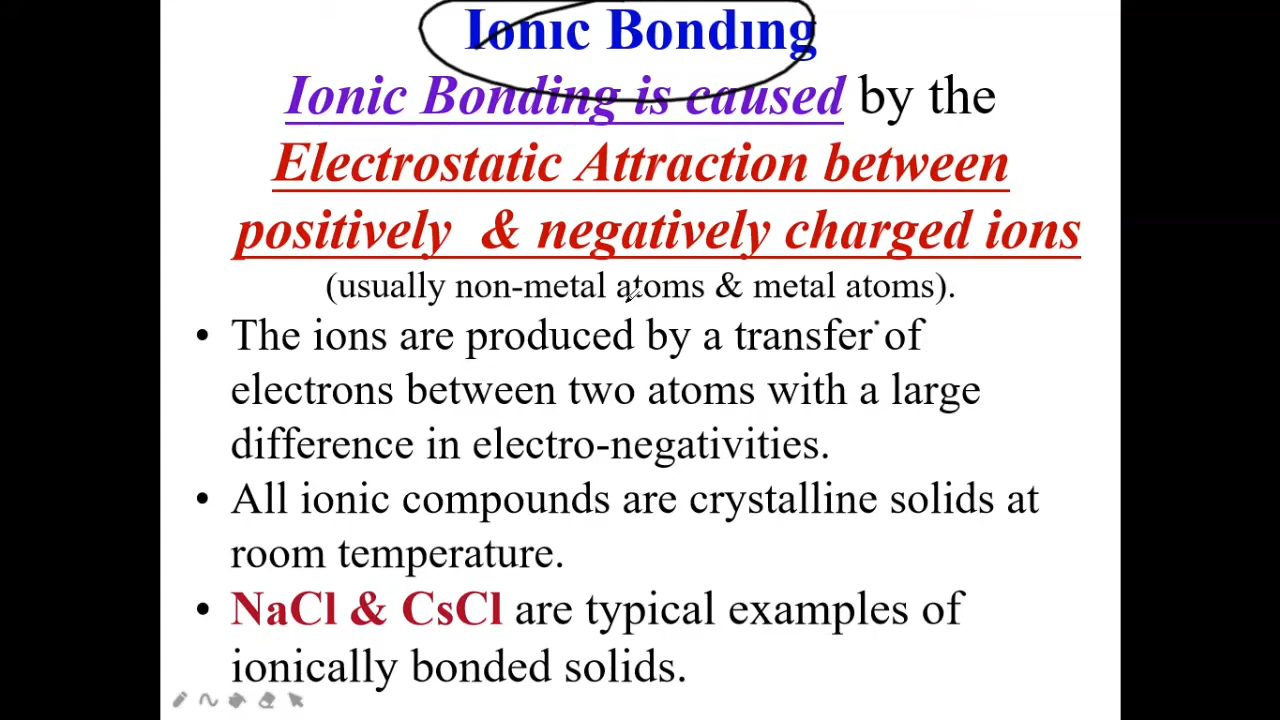 Ionic Bonding
Ionic Bonding is caused by the
Electrostatic Attraction between
positively & negatively charged ions
(usually non-metal atoms & metal atoms).
• The ions are produced by a transfer of
electrons between two atoms with a large
difference in electro-negativities.
• All ionic compounds are crystalline solids at
room temperature.
• NaCl & CsCl are typical examples of
ionically bonded solids.